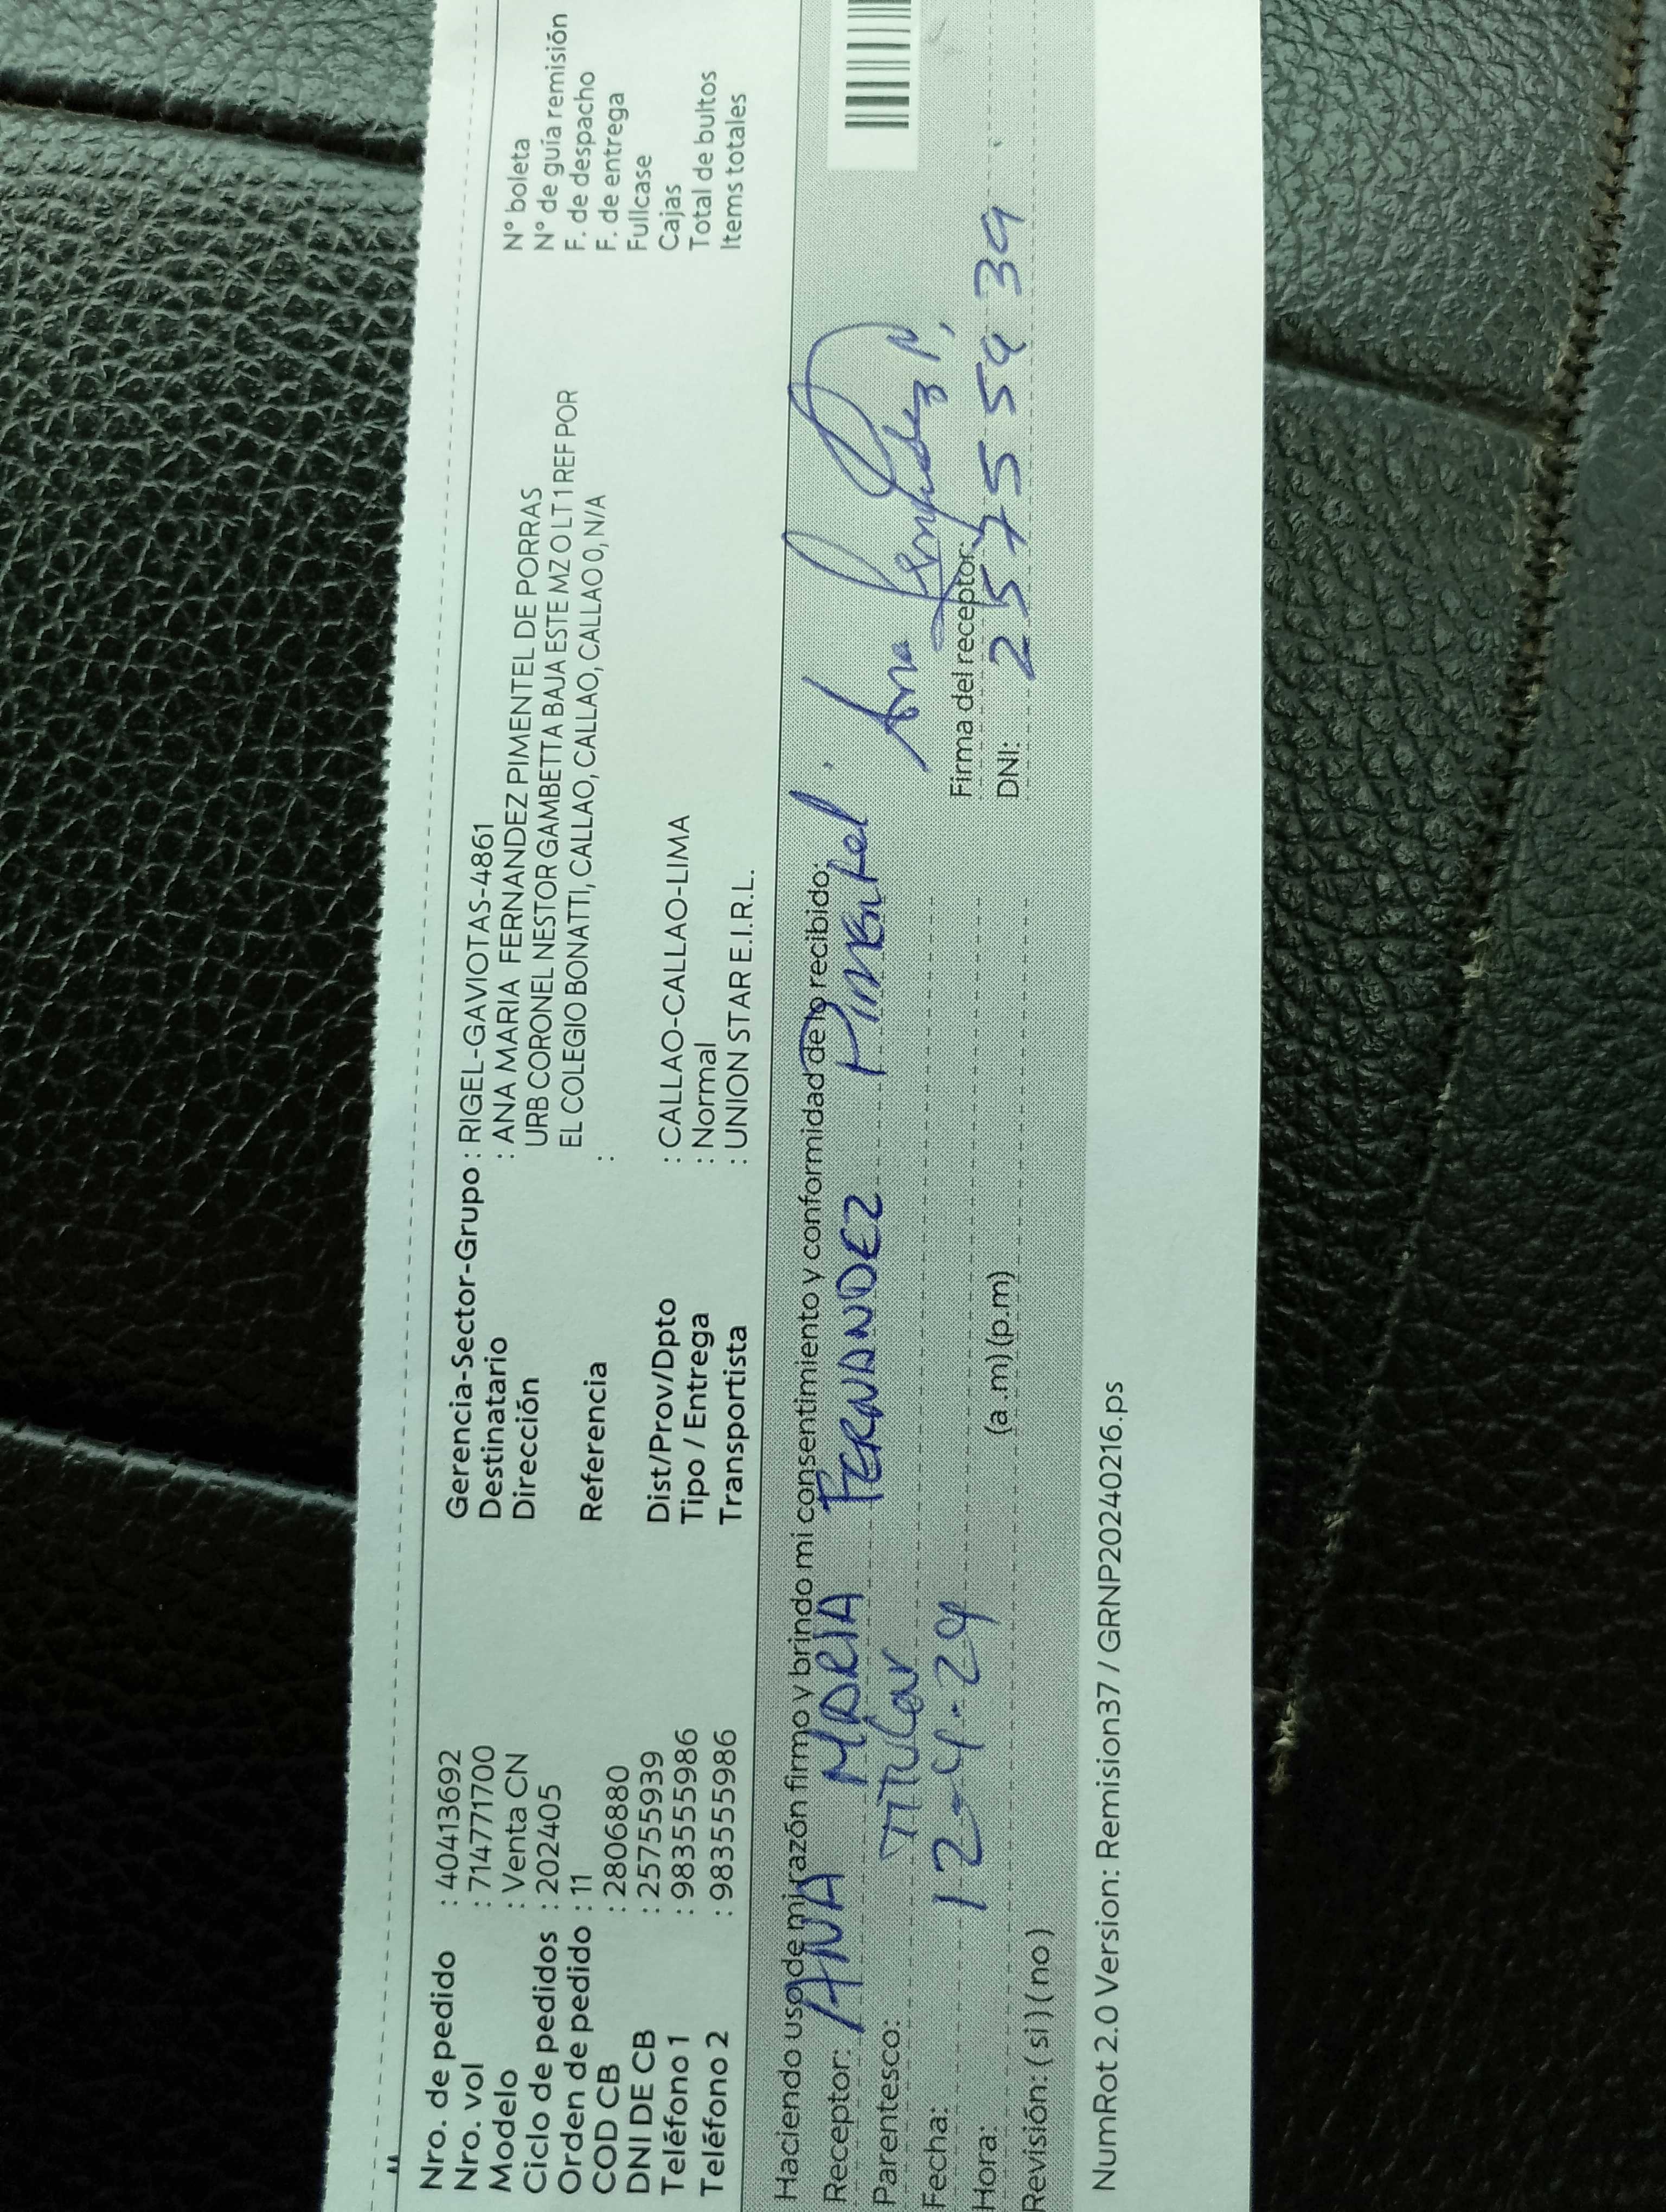 Nro. de pedido : 404136692
Nro. vol : 714771700
Modelo : Venta CN
Ciclo de pedidos : 202405
Orden de pedido : 11
COD CB : 2806880
DNI DE CB : 25755939
Teléfono 1 : 983555986
Teléfono 2 : 983555986
Gerencia-Sector-Grupo : RIGEL-GAVIOTAS-4861
Destinatario : ANA MARIA FERNANDEZ PIMENTEL DE PORRAS
Dirección URB CORONEL NESTOR GAMBETTA BAJA ESTE MZ O LT 1 REF POR
EL COLEGIO BONATTI, CALLAO, CALLAO, CALLAO 0, N/A
Referencia :
Dist/Prov/Dpto : CALLAO-CALLAO-LIMA
Tipo / Entrega : Normal
Transportista : UNION STAR E.I.R.L.
N° boleta
N° de guía remisión
F. de despacho
F. de entrega
Fullcase
Cajas
Total de bultos
Items totales
Haciendo uso de mi razón firmo y brindo mi consentimiento y conformidad de lo recibido:
Receptor: ANA MARIA FERNANDEZ PIMENTEL
Parentesco: Titular
Fecha: 12-4-24
Hora: (a .m) (p.m)
Revisión: ( si ) ( no )
Ana Fernandez P.
Firma del receptor:
DNI: 25755939
NumRot 2.0 Version: Remision37 / GRNP20240216.ps